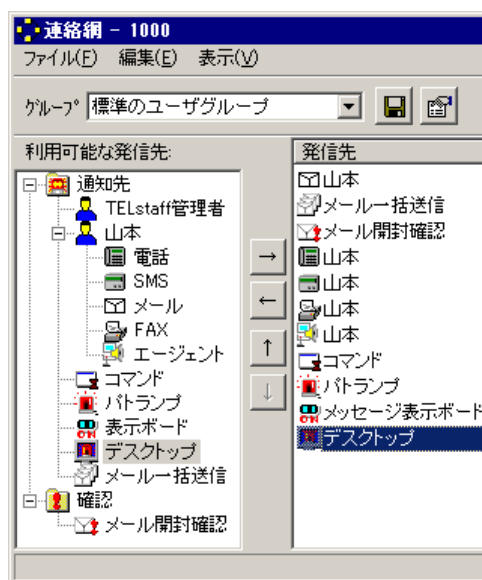 連絡網 - 1000
ファイル(F) 編集(E) 表示(V)
グループ 標準のユーザグループ
利用可能な発信先:
通知先
TELstaff管理者
山本
電話
SMS
メール
FAX
エージェント
コマンド
パトランプ
表示ボード
デスクトップ
メール一括送信
確認
メール開封確認
→
←
↑
↓
発信先
山本
メール一括送信
メール開封確認
山本
山本
山本
山本
コマンド
パトランプ
メッセージ表示ボード
デスクトップ